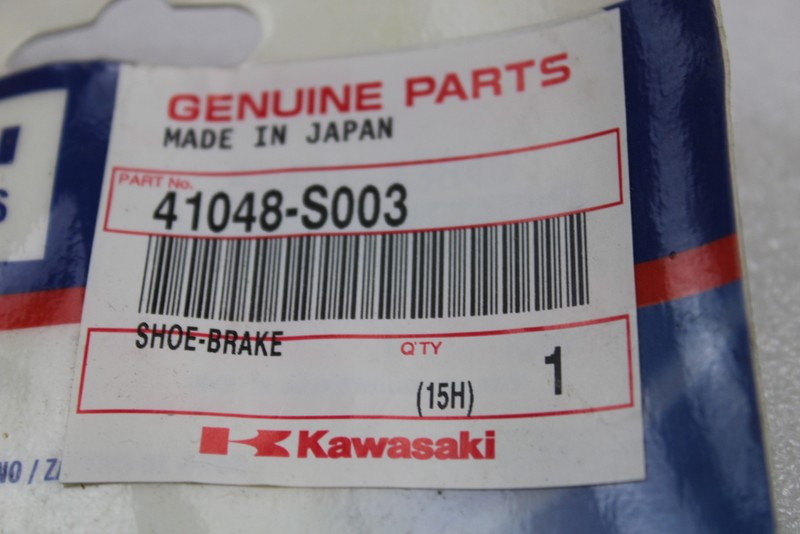 GENUINE PARTS
MADE IN JAPAN
PART No.
41048-S003
SHOE-BRAKE
Q'TY
(15H)
1
Kawasaki